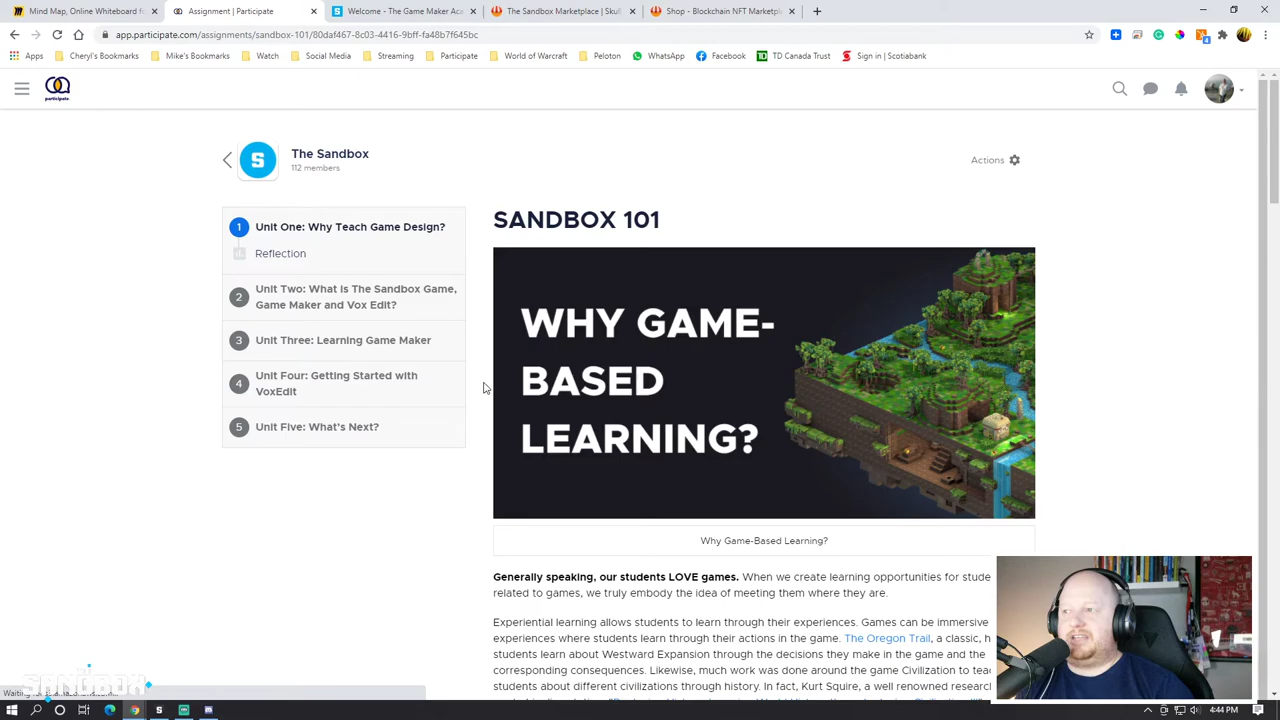 Mind Map, Online Whiteboard &
Assignment | Participate
Welcome - The Game Maker Aca
The Sandbox Marketplace | Skull
Shop - Blockchain NFT Marketpl
app.participate.com/assignments/sandbox-101/80daf467-8c03-4416-9bff-fa48b7f645bc
Apps
Cheryl's Bookmarks
Mike's Bookmarks
Watch
Social Media
Streaming
Participate
World of Warcraft
Peloton
WhatsApp
Facebook
TD Canada Trust
Sign in | Scotiabank
participate.
The Sandbox
112 members
Actions
1 Unit One: Why Teach Game Design?
Reflection
2 Unit Two: What is The Sandbox Game,
Game Maker and Vox Edit?
3 Unit Three: Learning Game Maker
4 Unit Four: Getting Started with
VoxEdit
5 Unit Five: What's Next?
SANDBOX 101
WHY GAME-
BASED
LEARNING?
Why Game-Based Learning?
Generally speaking, our students LOVE games. When we create learning opportunities for stude
related to games, we truly embody the idea of meeting them where they are.
Experiential learning allows students to learn through their experiences. Games can be immersive
experiences where students learn through their actions in the game. The Oregon Trail, a classic, h
students learn about Westward Expansion through the decisions they make in the game and the
corresponding consequences. Likewise, much work was done around the game Civilization to teac
students about different civilizations through history. In fact, Kurt Squire, a well renowned researc
SANDBOX
4:44 PM